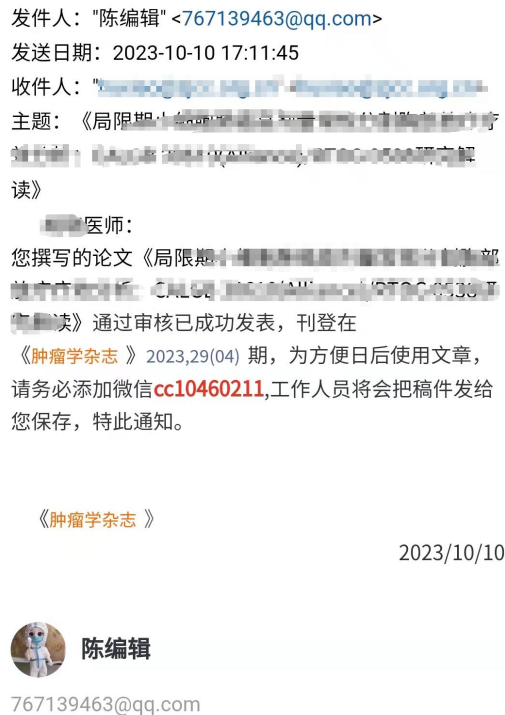 发件人："陈编辑" <767139463@qq.com>
发送日期：2023-10-10 17:11:45
收件人："
主题：《局限期
研究解
读》
医师：
您撰写的论文《局限期 部
读》通过审核已成功发表，刊登在
《肿瘤学杂志 》2023,29(04) 期，为方便日后使用文章，
请务必添加微信cc10460211,工作人员将会把稿件发给
您保存，特此通知。
《肿瘤学杂志 》
2023/10/10
陈编辑
767139463@qq.com